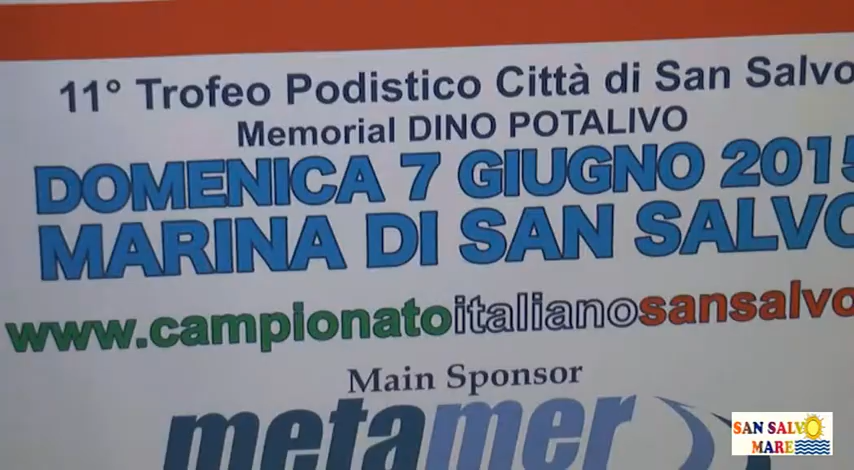 11° Trofeo Podistico Città di San Salvo
Memorial DINO POTALIVO
DOMENICA 7 GIUGNO 2015
MARINA DI SAN SALVO
www.campionatoitalianosansalvo
Main Sponsor
metamer
SAN SALVO
MARE